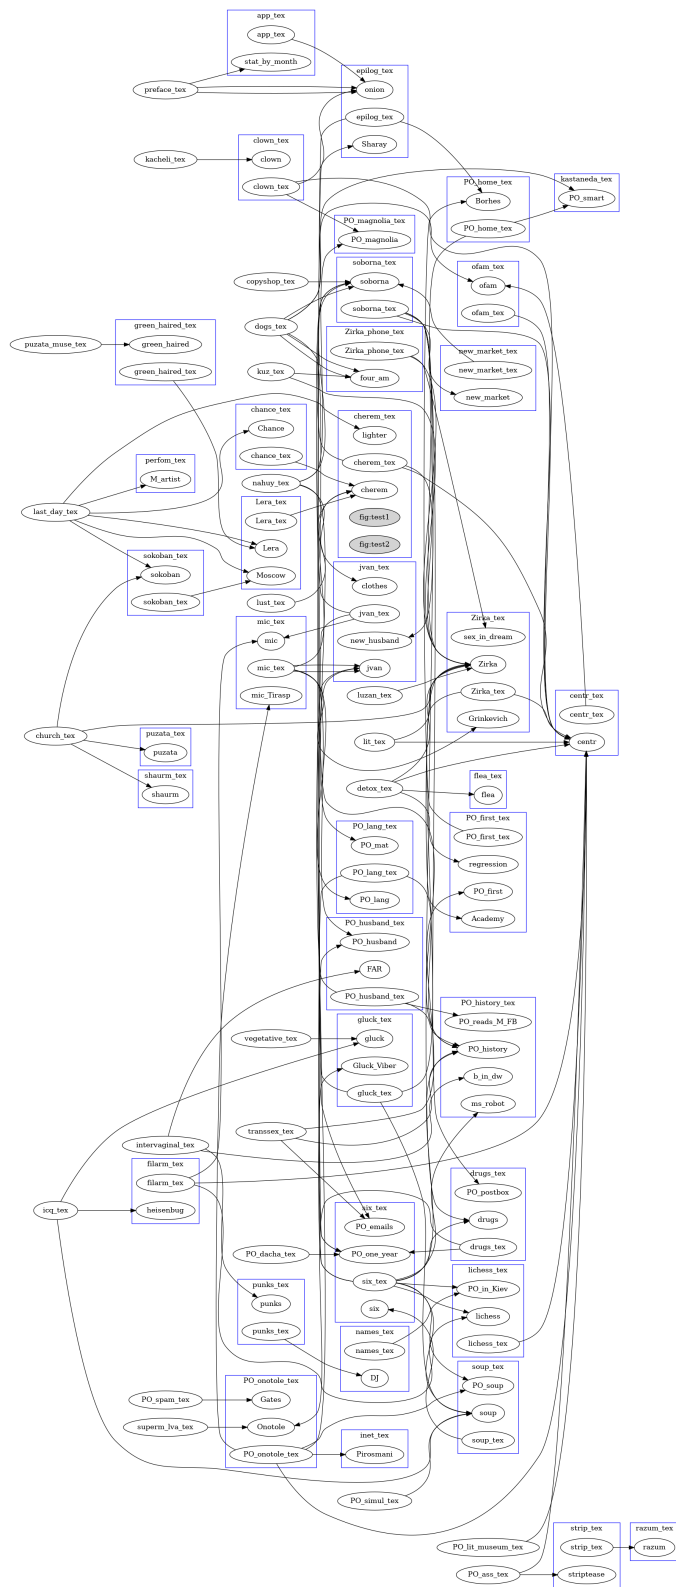 app_tex
app_tex
stat_by_month
preface_tex
epilog_tex
onion
epilog_tex
Sharay
clown_tex
clown
clown_tex
kacheli_tex
PO_home_tex
Borhes
PO_home_tex
kastaneda_tex
PO_smart
PO_magnolia_tex
PO_magnolia
soborna_tex
soborna
soborna_tex
copyshop_tex
ofam_tex
ofam
ofam_tex
dogs_tex
Zirka_phone_tex
Zirka_phone_tex
four_am
kuz_tex
new_market_tex
new_market_tex
new_market
puzata_muse_tex
green_haired_tex
green_haired
green_haired_tex
chance_tex
Chance
chance_tex
cherem_tex
lighter
cherem_tex
cherem
fig:test1
fig:test2
perfom_tex
M_artist
nahuy_tex
last_day_tex
Lera_tex
Lera_tex
Lera
Moscow
sokoban_tex
sokoban
sokoban_tex
lust_tex
jvan_tex
clothes
jvan_tex
new_husband
jvan
mic_tex
mic
mic_tex
mic_Tirasp
Zirka_tex
sex_in_dream
Zirka
Zirka_tex
Grinkevich
luzan_tex
centr_tex
centr_tex
centr
church_tex
puzata_tex
puzata
shaurm_tex
shaurm
lit_tex
detox_tex
flea_tex
flea
PO_first_tex
PO_first_tex
regression
PO_first
Academy
PO_lang_tex
PO_mat
PO_lang_tex
PO_lang
PO_husband_tex
PO_husband
FAR
PO_husband_tex
PO_history_tex
PO_reads_M_FB
PO_history
b_in_dw
ms_robot
vegetative_tex
gluck_tex
gluck
Gluck_Viber
gluck_tex
transsex_tex
intervaginal_tex
filarm_tex
filarm_tex
heisenbug
icq_tex
drugs_tex
PO_postbox
drugs
drugs_tex
six_tex
PO_emails
PO_one_year
six_tex
six
PO_dacha_tex
lichess_tex
PO_in_Kiev
lichess
lichess_tex
punks_tex
punks
punks_tex
names_tex
names_tex
DJ
soup_tex
PO_soup
soup
soup_tex
PO_spam_tex
superm_lva_tex
PO_onotole_tex
Gates
Onotole
PO_onotole_tex
inet_tex
Pirosmani
PO_simul_tex
PO_lit_museum_tex
PO_ass_tex
strip_tex
strip_tex
striptease
razum_tex
razum